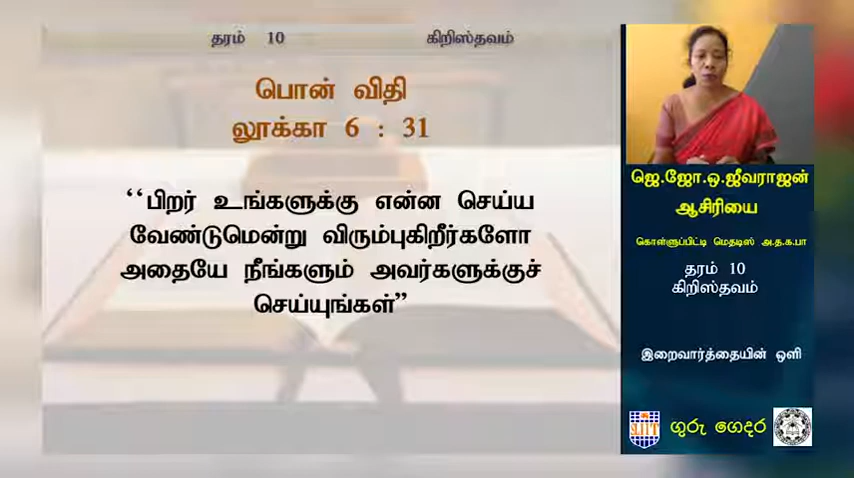 தரம் 10 கிறிஸ்தவம்
பொன் விதி
லூக்கா 6 : 31
‘‘பிறர் உங்களுக்கு என்ன செய்ய
வேண்டுமென்று விரும்புகிறீர்களோ
அதையே நீங்களும் அவர்களுக்குச்
செய்யுங்கள்”
ஜெ.ஜோ.ஒ.ஜீவராஜன்
ஆசிரியை
கொள்ளுப்பிட்டி மெதடிஸ் அ.த.க.பா
தரம் 10
கிறிஸ்தவம்
இறைவார்த்தையின் ஒளி
SLIIT ගුරු ගෙදර